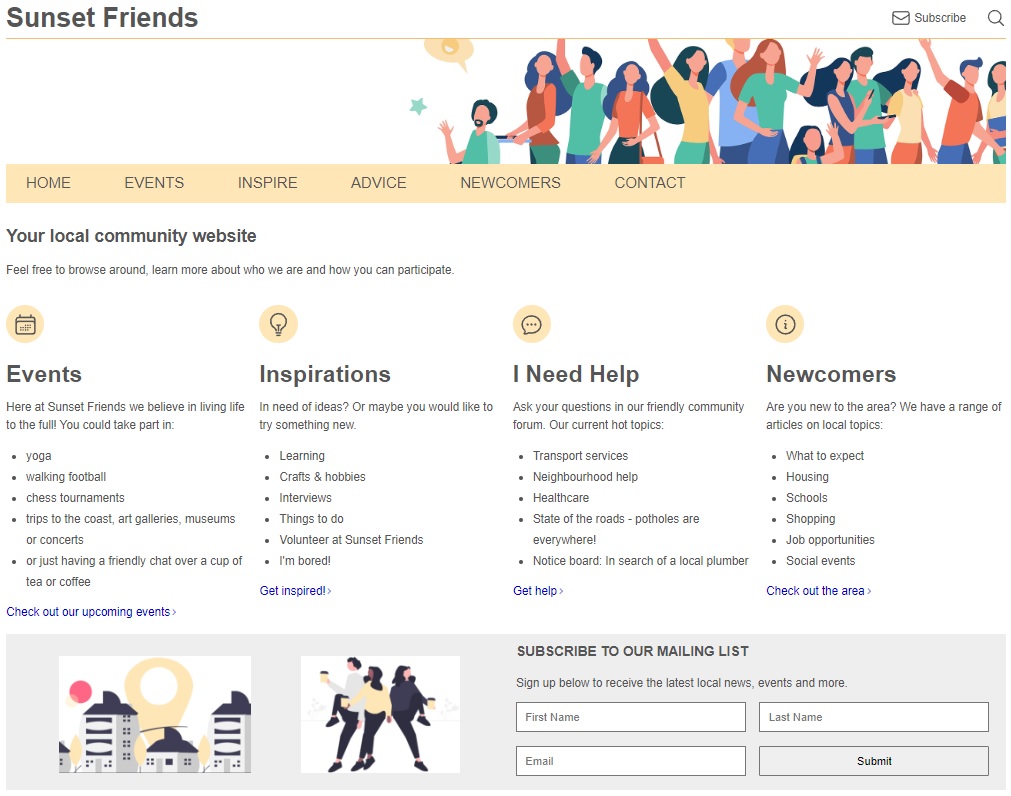 Sunset Friends
Subscribe
HOME EVENTS INSPIRE ADVICE NEWCOMERS CONTACT
Your local community website
Feel free to browse around, learn more about who we are and how you can participate.
Events
Here at Sunset Friends we believe in living life
to the full! You could take part in:
yoga
walking football
chess tournaments
trips to the coast, art galleries, museums
or concerts
or just having a friendly chat over a cup of
tea or coffee
Check out our upcoming events›
Inspirations
In need of ideas? Or maybe you would like to
try something new.
Learning
Crafts & hobbies
Interviews
Things to do
Volunteer at Sunset Friends
I'm bored!
Get inspired!›
I Need Help
Ask your questions in our friendly community
forum. Our current hot topics:
Transport services
Neighbourhood help
Healthcare
State of the roads - potholes are
everywhere!
Notice board: In search of a local plumber
Get help›
Newcomers
Are you new to the area? We have a range of
articles on local topics:
What to expect
Housing
Schools
Shopping
Job opportunities
Social events
Check out the area›
SUBSCRIBE TO OUR MAILING LIST
Sign up below to receive the latest local news, events and more.
First Name
Last Name
Email
Submit